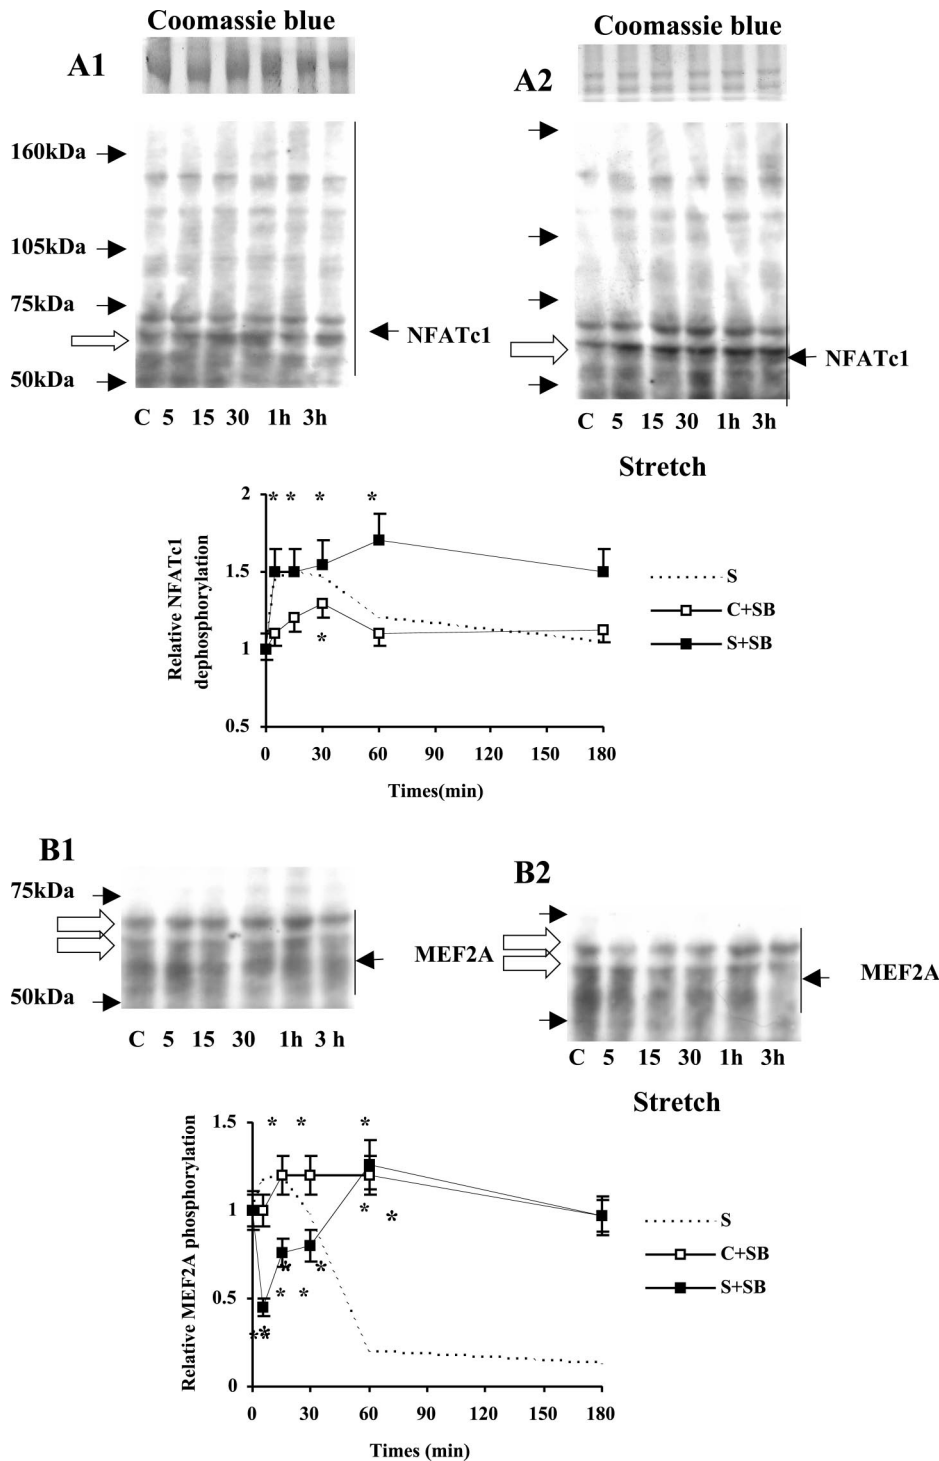 Coomassie blue
Coomassie blue
A1
A2
160kDa
105kDa
75kDa
50kDa
NFATc1
NFATc1
C 5 15 30 1h 3h
C 5 15 30 1h 3h
Stretch
2
1.5
1
0.5
Relative NFATc1
dephosphorylation
* * * *
*
0 30 60 90 120 150 180
Times(min)
S
C+SB
S+SB
B1
B2
75kDa
50kDa
MEF2A
MEF2A
C 5 15 30 1h 3 h
C 5 15 30 1h 3h
Stretch
1.5
1
0.5
0
Relative MEF2A phosphorylation
* * *
* *
* *
* *
* *
0 30 60 90 120 150 180
Times (min)
S
C+SB
S+SB